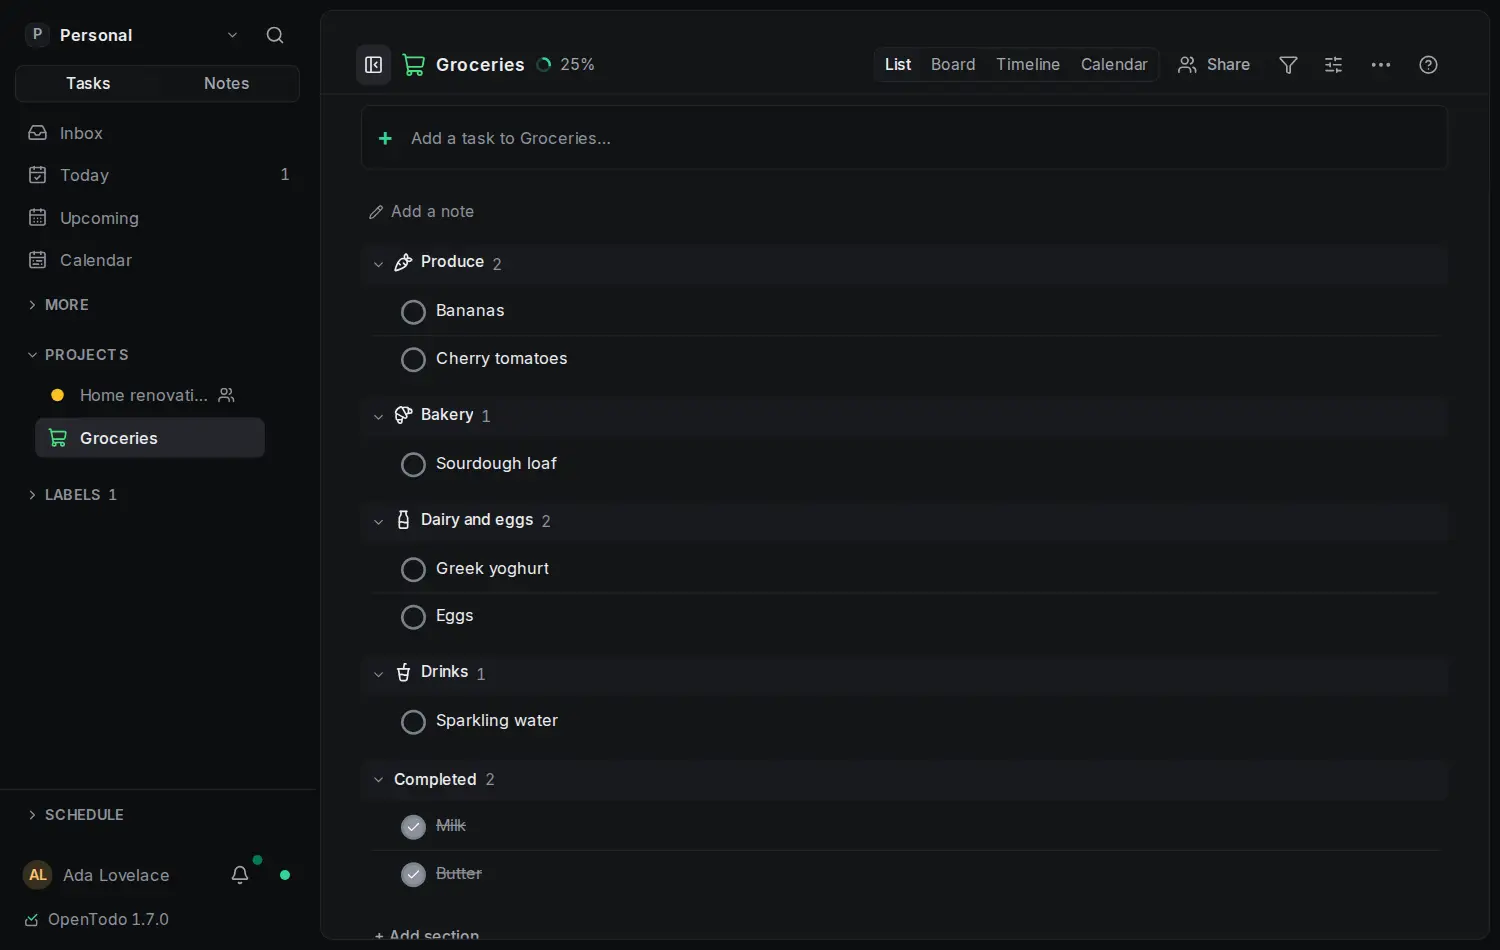 P Personal
Tasks Notes
Inbox
Today 1
Upcoming
Calendar
MORE
PROJECTS
Home renovati...
Groceries
LABELS 1
SCHEDULE
AL Ada Lovelace
OpenTodo 1.7.0
Groceries 25%
List Board Timeline Calendar Share
Add a task to Groceries...
Add a note
Produce 2
Bananas
Cherry tomatoes
Bakery 1
Sourdough loaf
Dairy and eggs 2
Greek yoghurt
Eggs
Drinks 1
Sparkling water
Completed 2
Milk
Butter
+ Add section